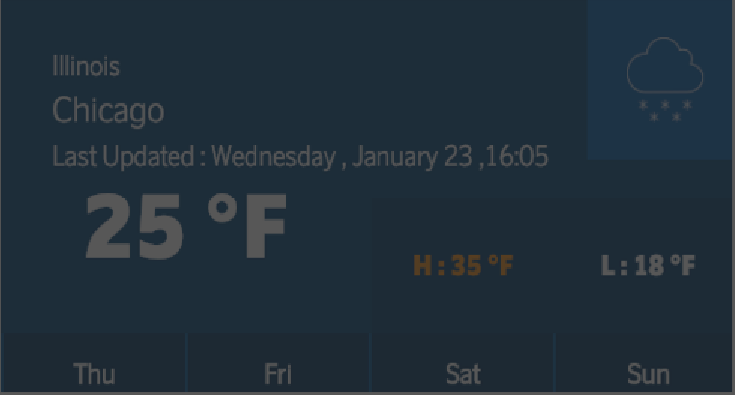 Illinois
Chicago
Last Updated : Wednesday , January 23 ,16:05
25 °F
H : 35 °F L : 18 °F
Thu Fri Sat Sun